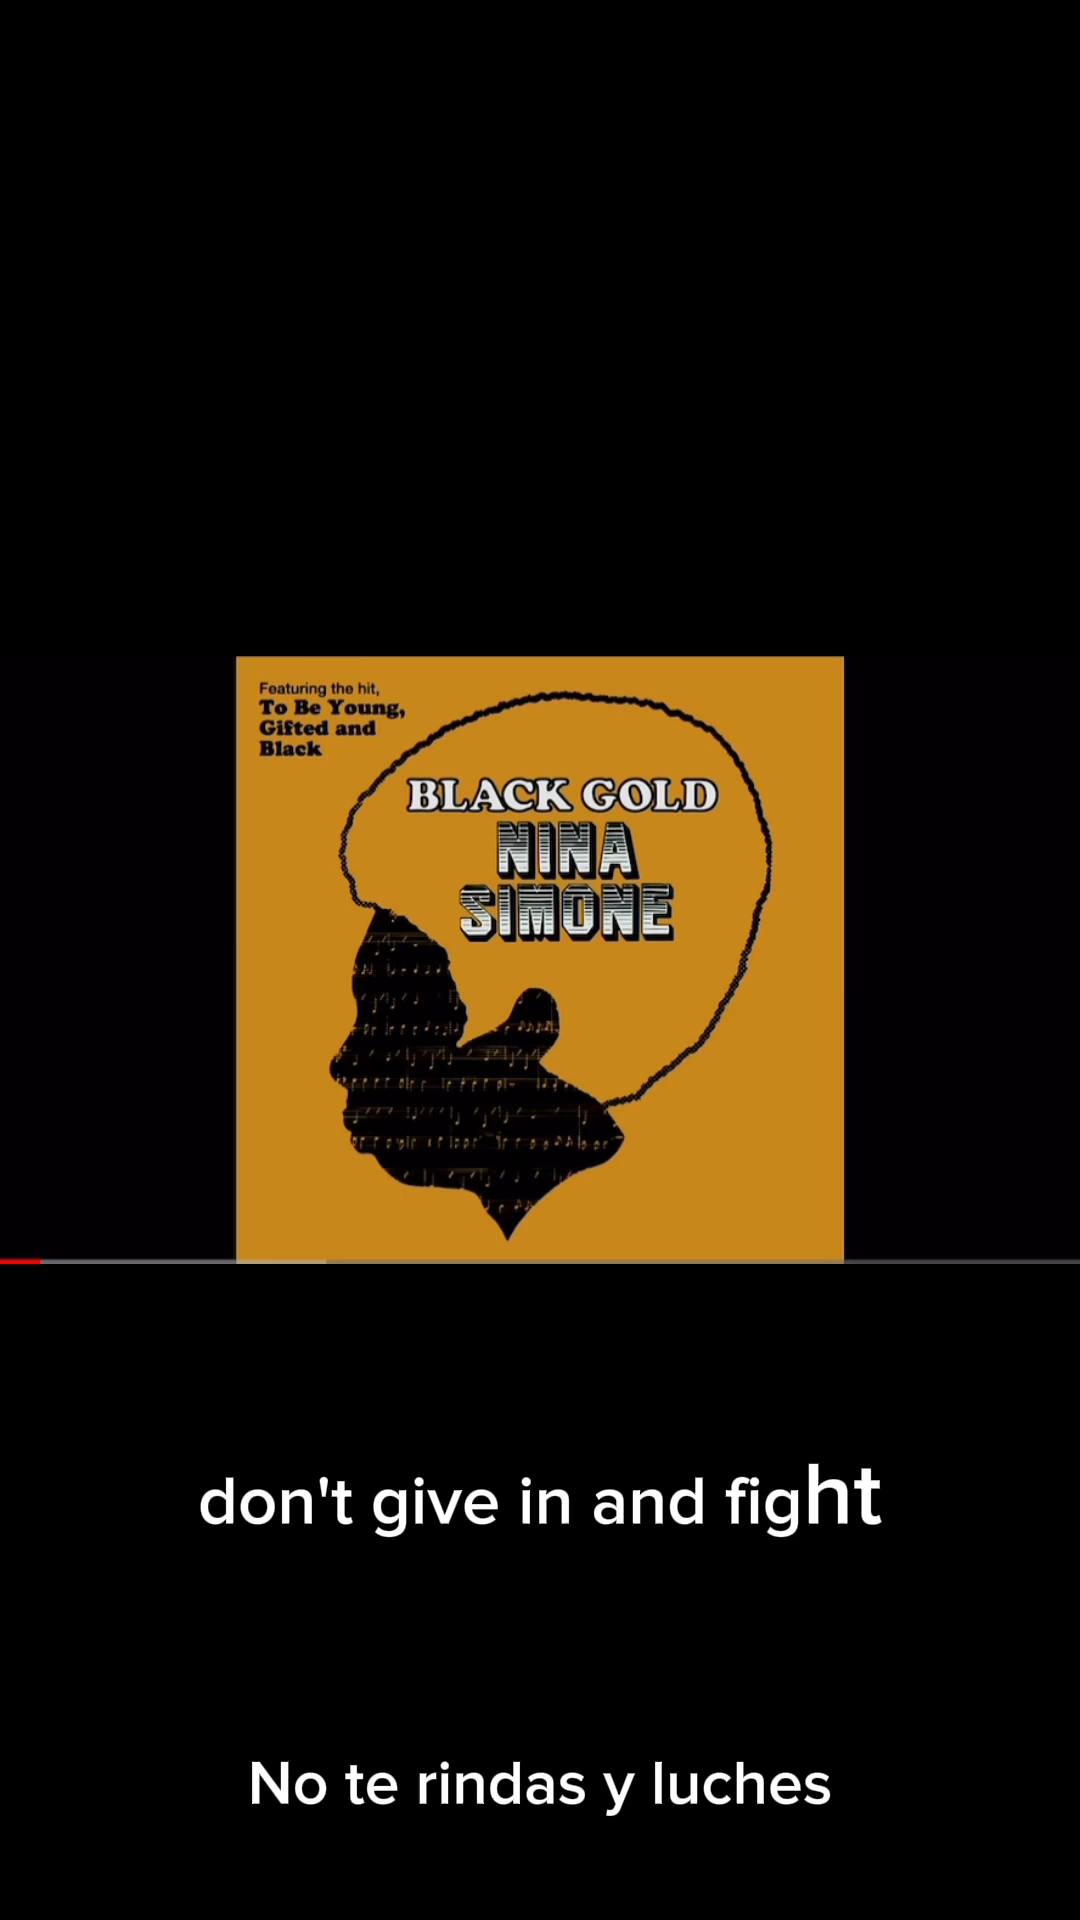 Featuring the hit,
To Be Young,
Gifted and
Black
BLACK GOLD
NINA
SIMONE
don't give in and fight
No te rindas y luches